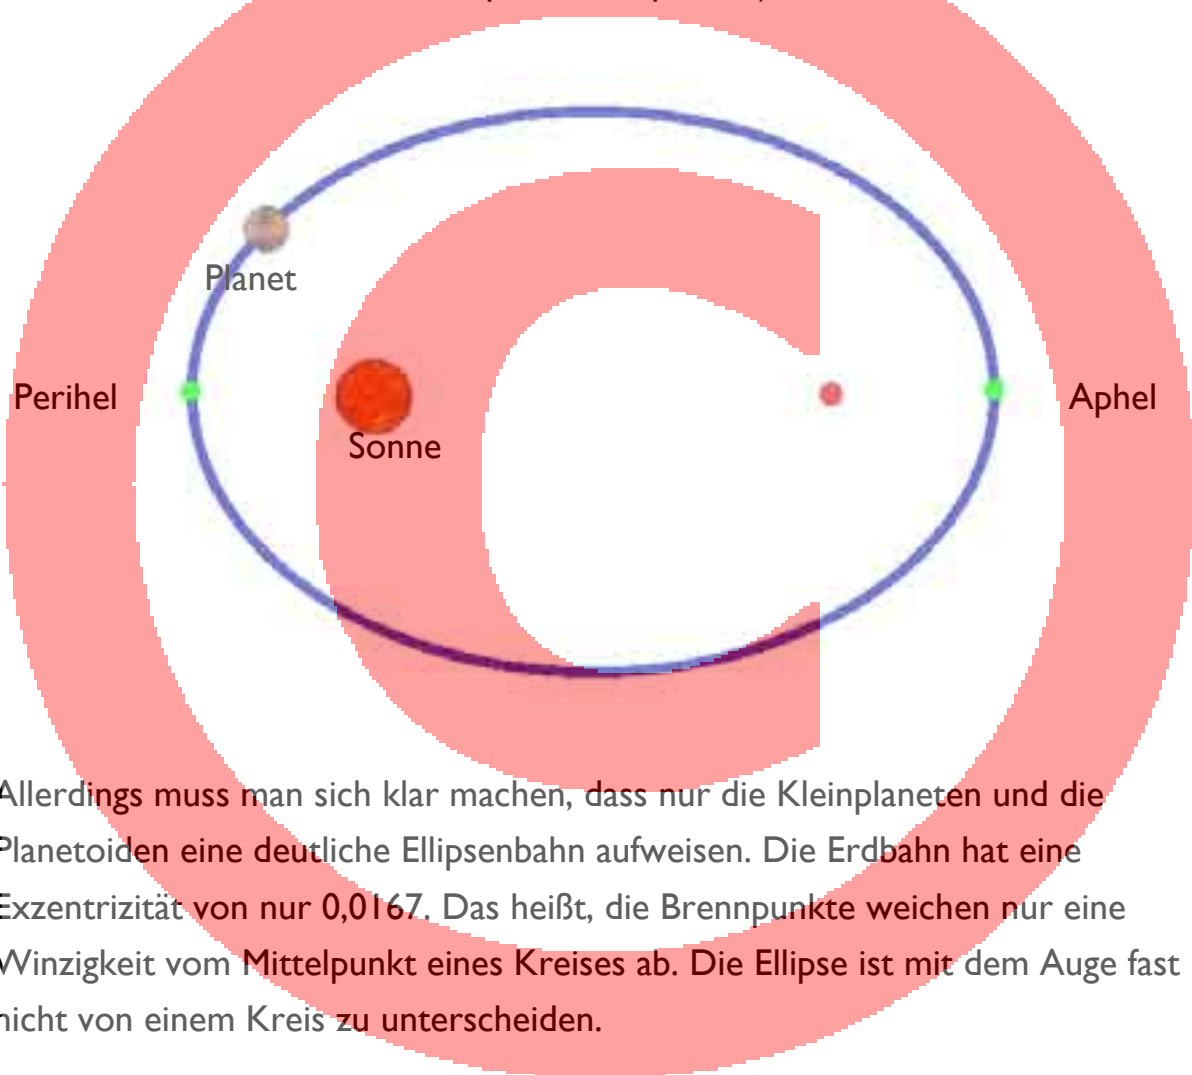 Planet
Perihel
Aphel
Sonne
Allerdings muss man sich klar machen, dass nur die Kleinplaneten und die
Planetoiden eine deutliche Ellipsenbahn aufweisen. Die Erdbahn hat eine
Exzentrizität von nur 0,0167. Das heißt, die Brennpunkte weichen nur eine
Winzigkeit vom Mittelpunkt eines Kreises ab. Die Ellipse ist mit dem Auge fast
nicht von einem Kreis zu unterscheiden.